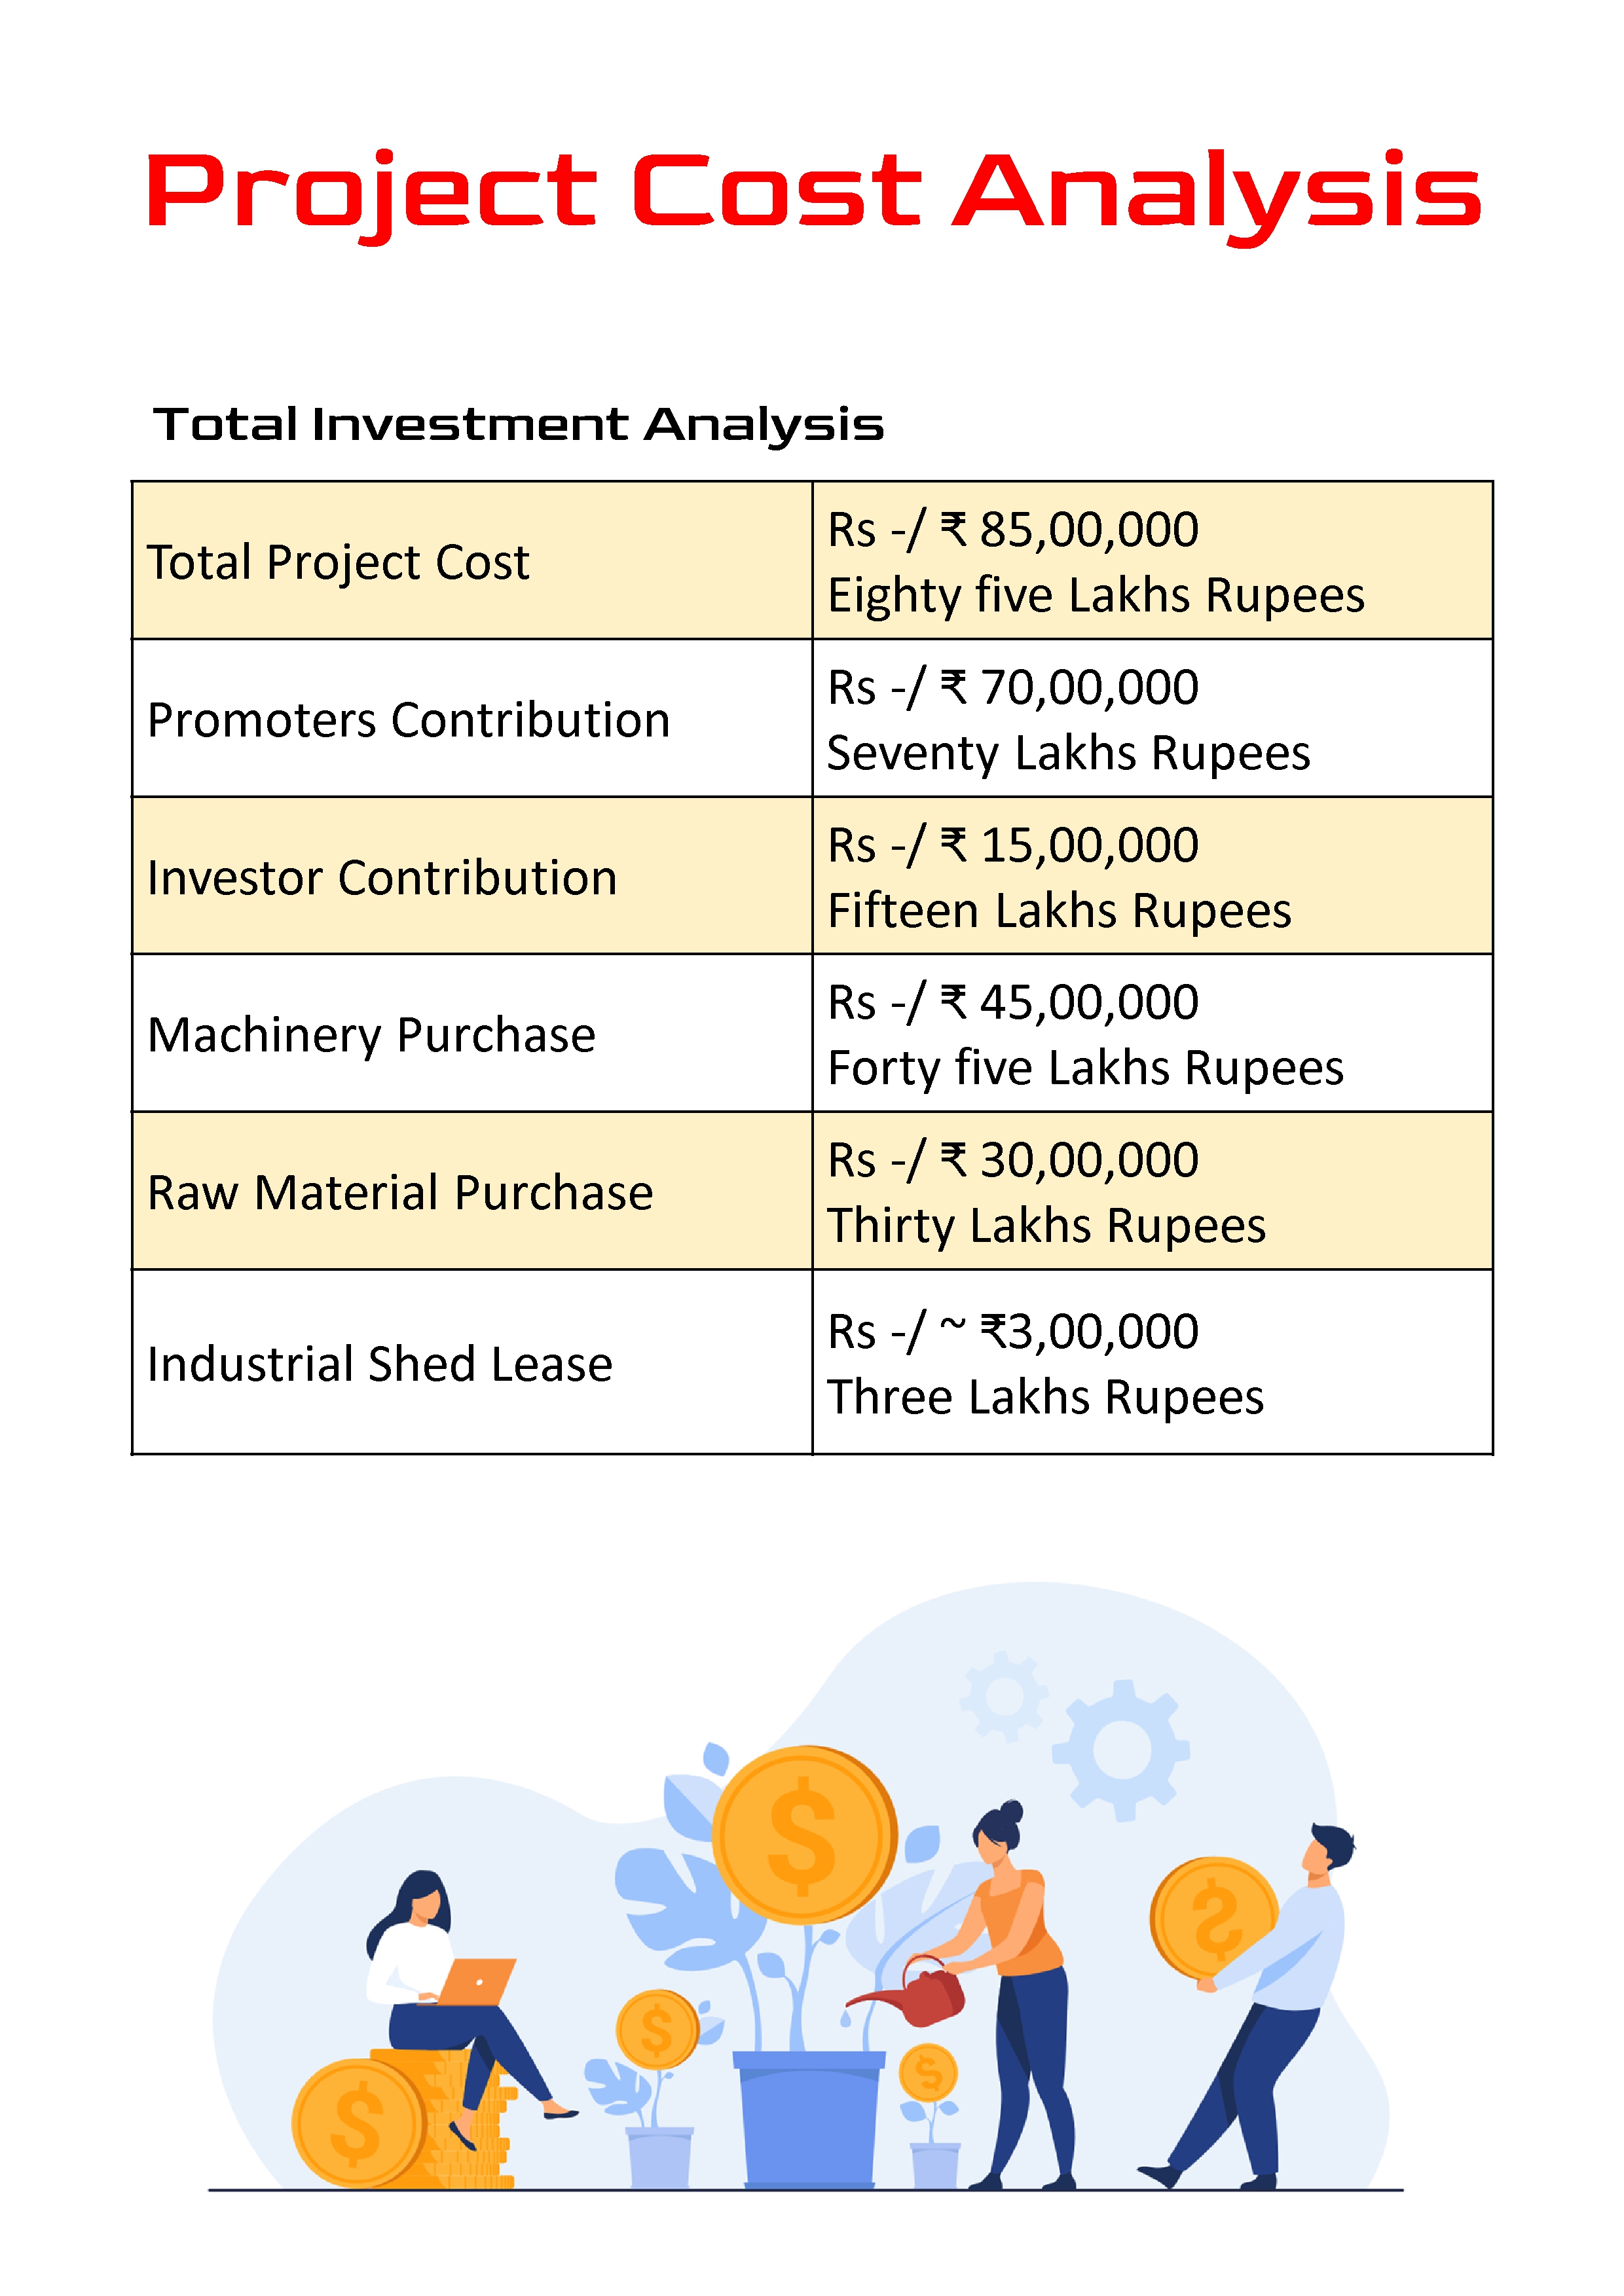 Project Cost Analysis
Total Investment Analysis
Total Project Cost
Rs -/ ₹ 85,00,000
Eighty five Lakhs Rupees
Promoters Contribution
Rs -/ ₹ 70,00,000
Seventy Lakhs Rupees
Investor Contribution
Rs -/ ₹ 15,00,000
Fifteen Lakhs Rupees
Machinery Purchase
Rs -/ ₹ 45,00,000
Forty five Lakhs Rupees
Raw Material Purchase
Rs -/ ₹ 30,00,000
Thirty Lakhs Rupees
Industrial Shed Lease
Rs -/ ~ ₹3,00,000
Three Lakhs Rupees
$
$
$
$
$